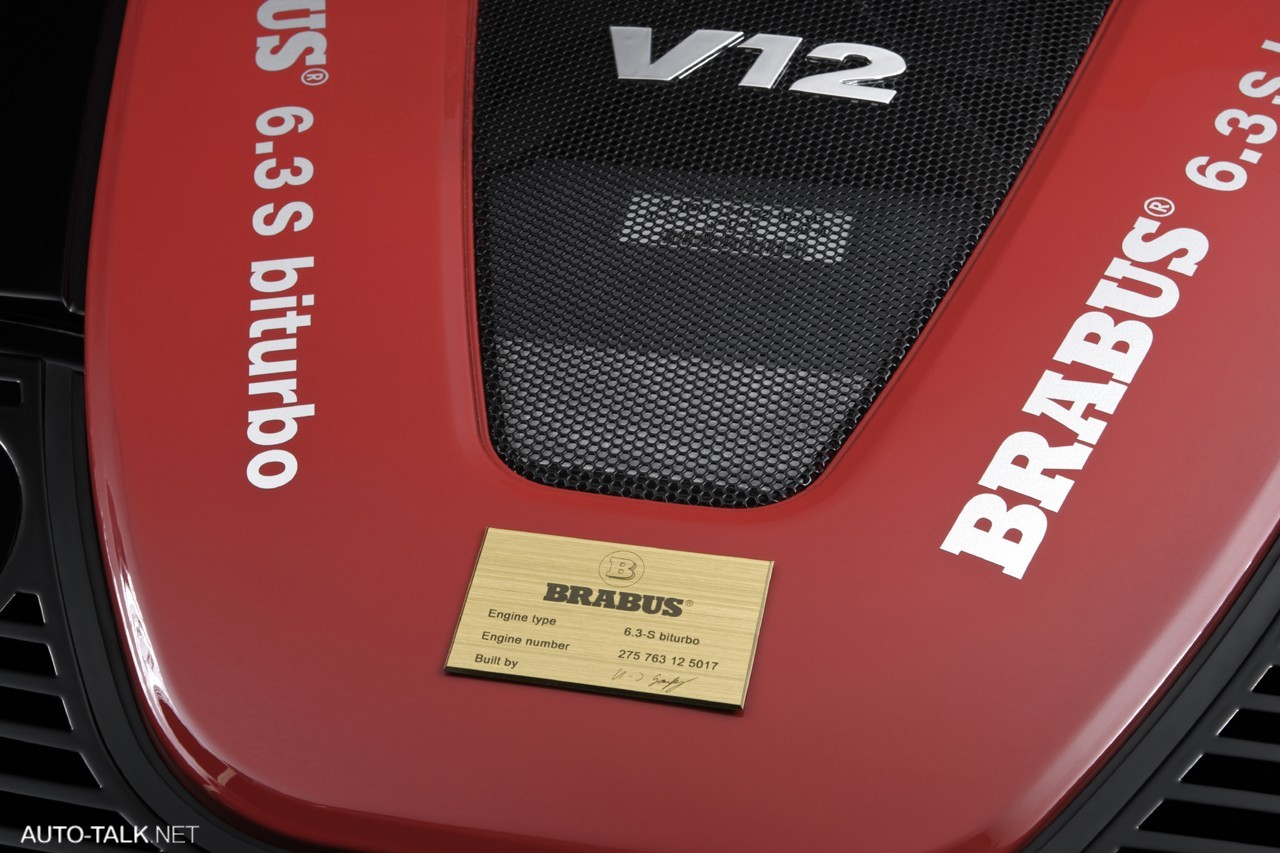 V12
US® 6.3 S biturbo
BRABUS® 6.3 S
B
BRABUS®
Engine type 6.3-S biturbo
Engine number 275 763 12 5017
Built by
AUTO-TALK.NET